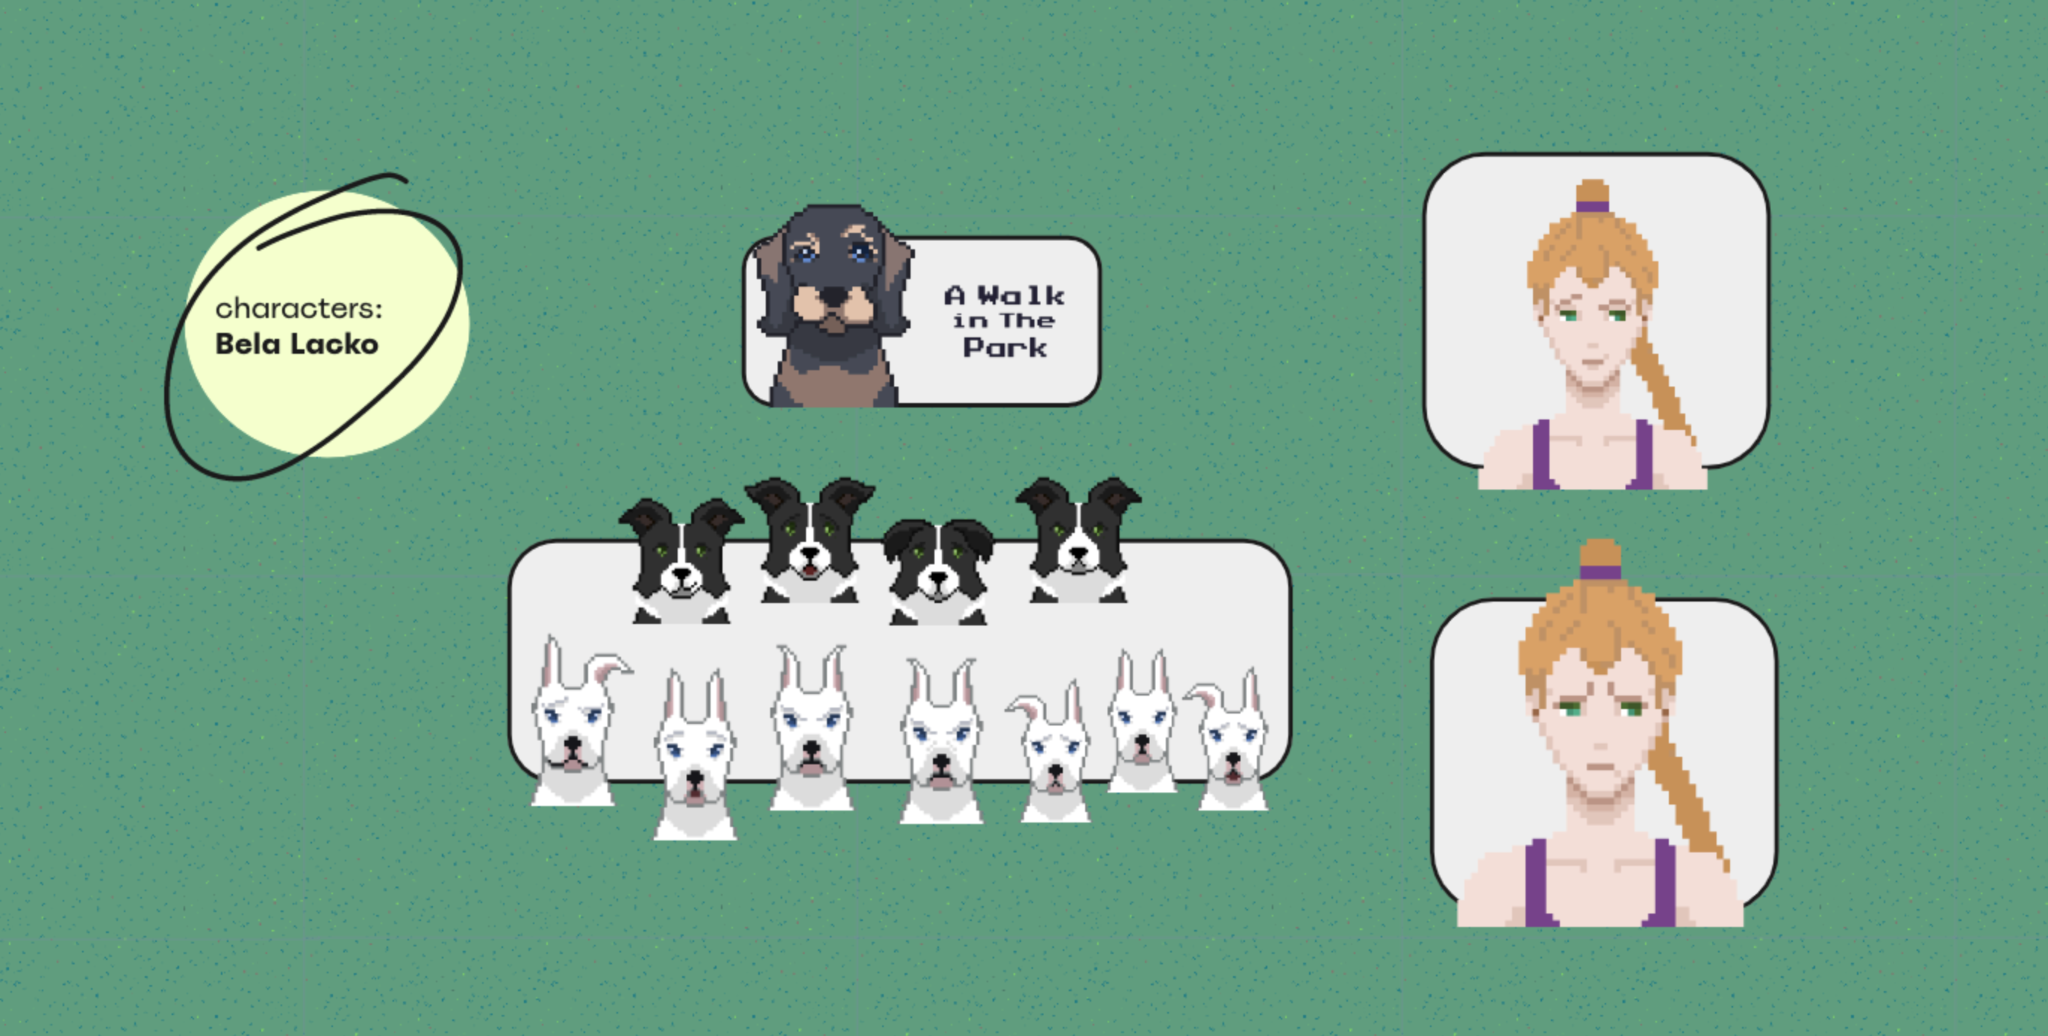 characters:
Bela Lacko
A Walk
in The
Park